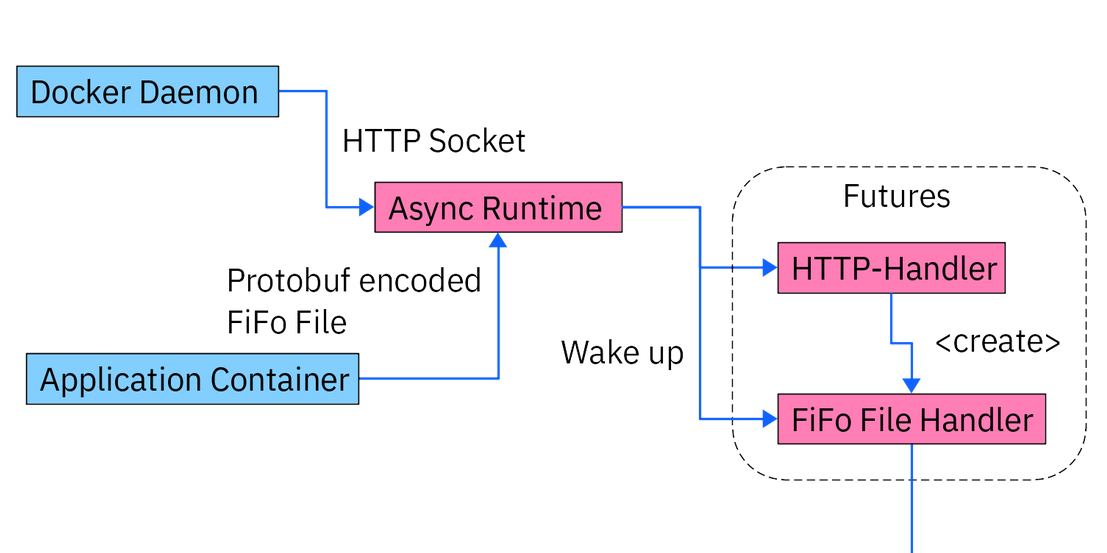 Docker Daemon
HTTP Socket
Async Runtime
Futures
HTTP-Handler
Protobuf encoded
FiFo File
Wake up
<create>
Application Container
FiFo File Handler